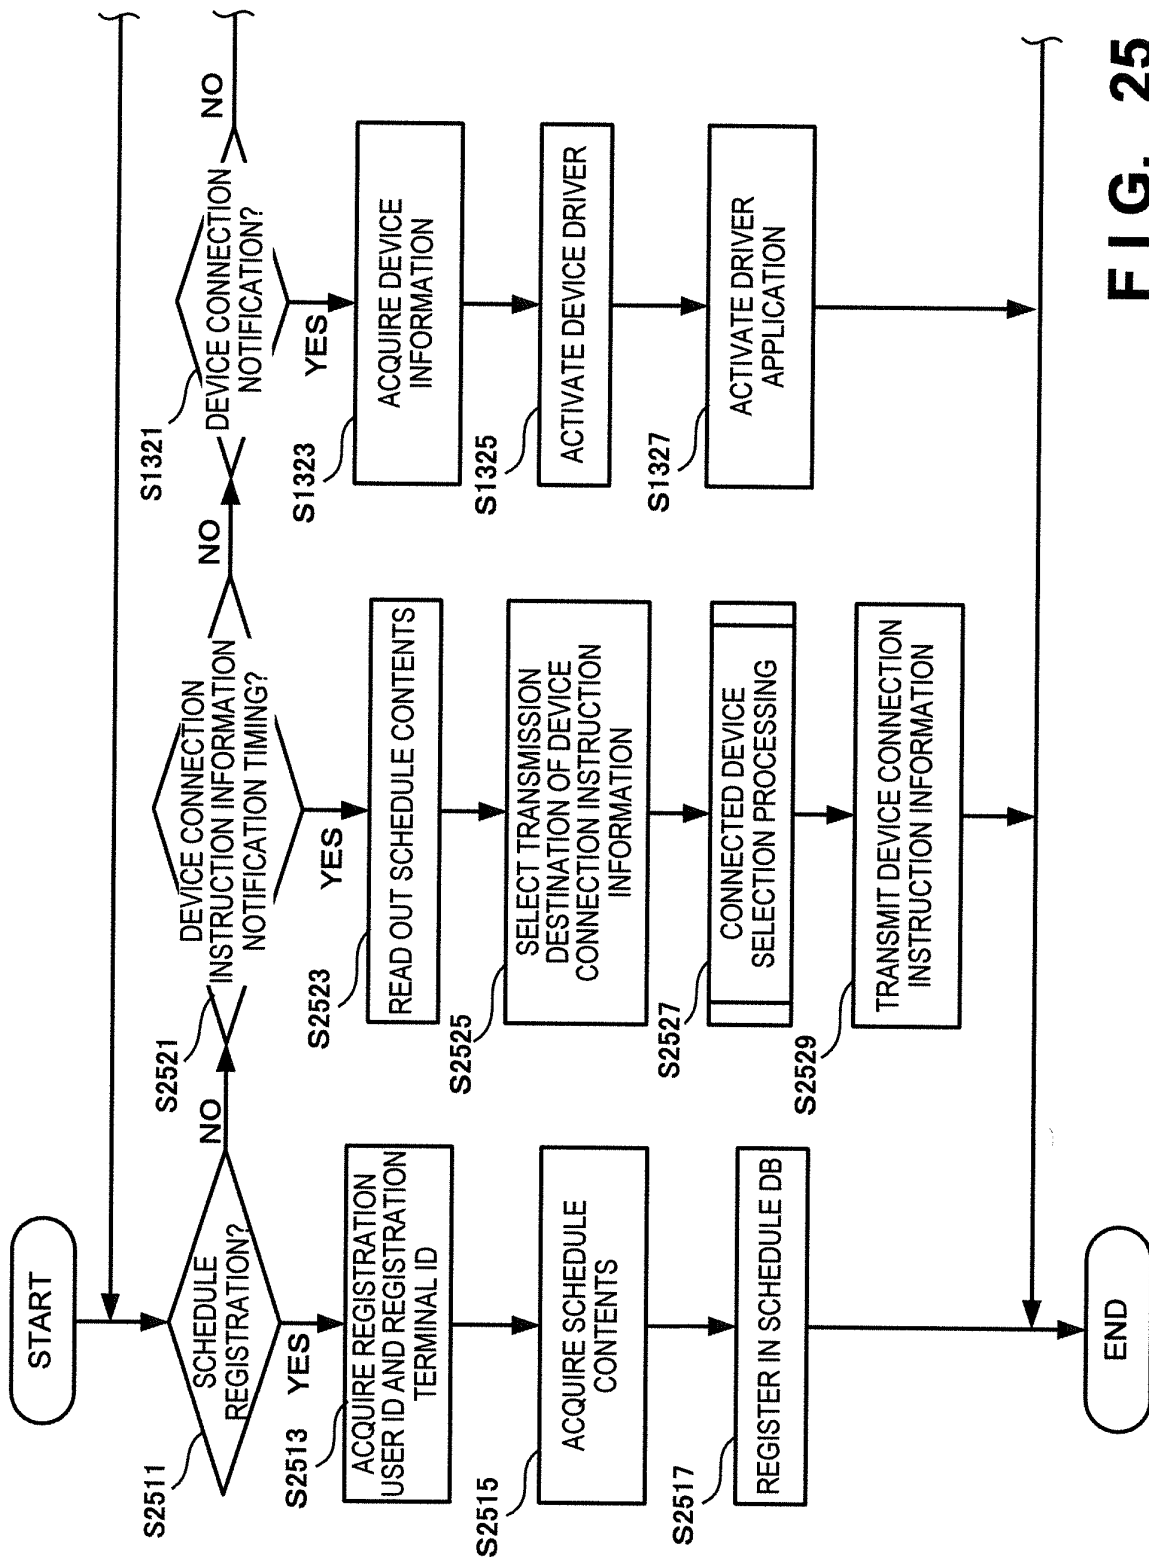 START
S2511
SCHEDULE
REGISTRATION?
NO
YES
S2513
ACQUIRE REGISTRATION
USER ID AND REGISTRATION
TERMINAL ID
S2515
ACQUIRE SCHEDULE
CONTENTS
S2517
REGISTER IN SCHEDULE DB
END
S2521
DEVICE CONNECTION
INSTRUCTION INFORMATION
NOTIFICATION TIMING?
NO
YES
S2523
READ OUT SCHEDULE CONTENTS
S2525
SELECT TRANSMISSION
DESTINATION OF DEVICE
CONNECTION INSTRUCTION
INFORMATION
S2527
CONNECTED DEVICE
SELECTION PROCESSING
S2529
TRANSMIT DEVICE CONNECTION
INSTRUCTION INFORMATION
S1321
DEVICE CONNECTION
NOTIFICATION?
NO
YES
S1323
ACQUIRE DEVICE
INFORMATION
S1325
ACTIVATE DEVICE DRIVER
S1327
ACTIVATE DRIVER
APPLICATION
FIG. 25